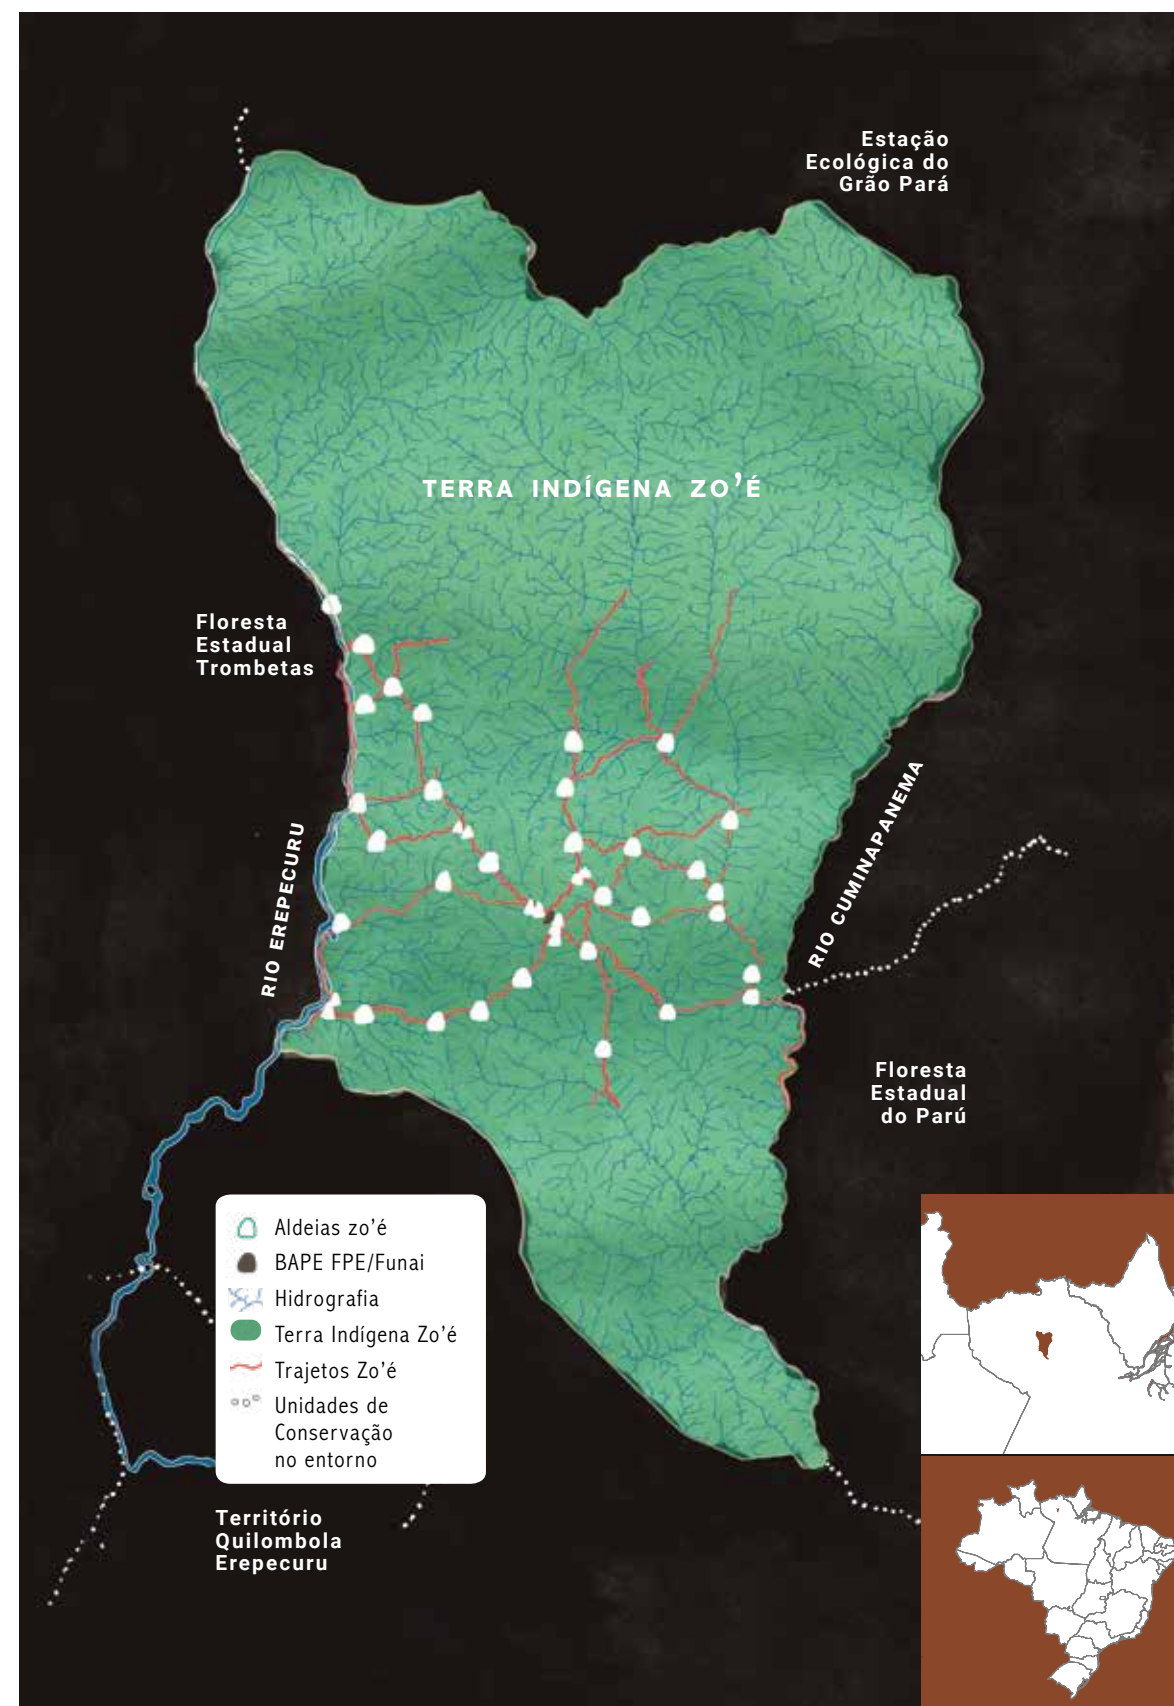 Estação
Ecológica do
Grão Pará
TERRA INDÍGENA ZO'É
Floresta
Estadual
Trombetas
RIO EREPECURU
RIO CUMINAPANEMA
Floresta
Estadual
do Parú
Aldeias zo'é
BAPE FPE/Funai
Hidrografia
Terra Indígena Zo'é
Trajetos Zo'é
Unidades de
Conservação
no entorno
Território
Quilombola
Erepecuru